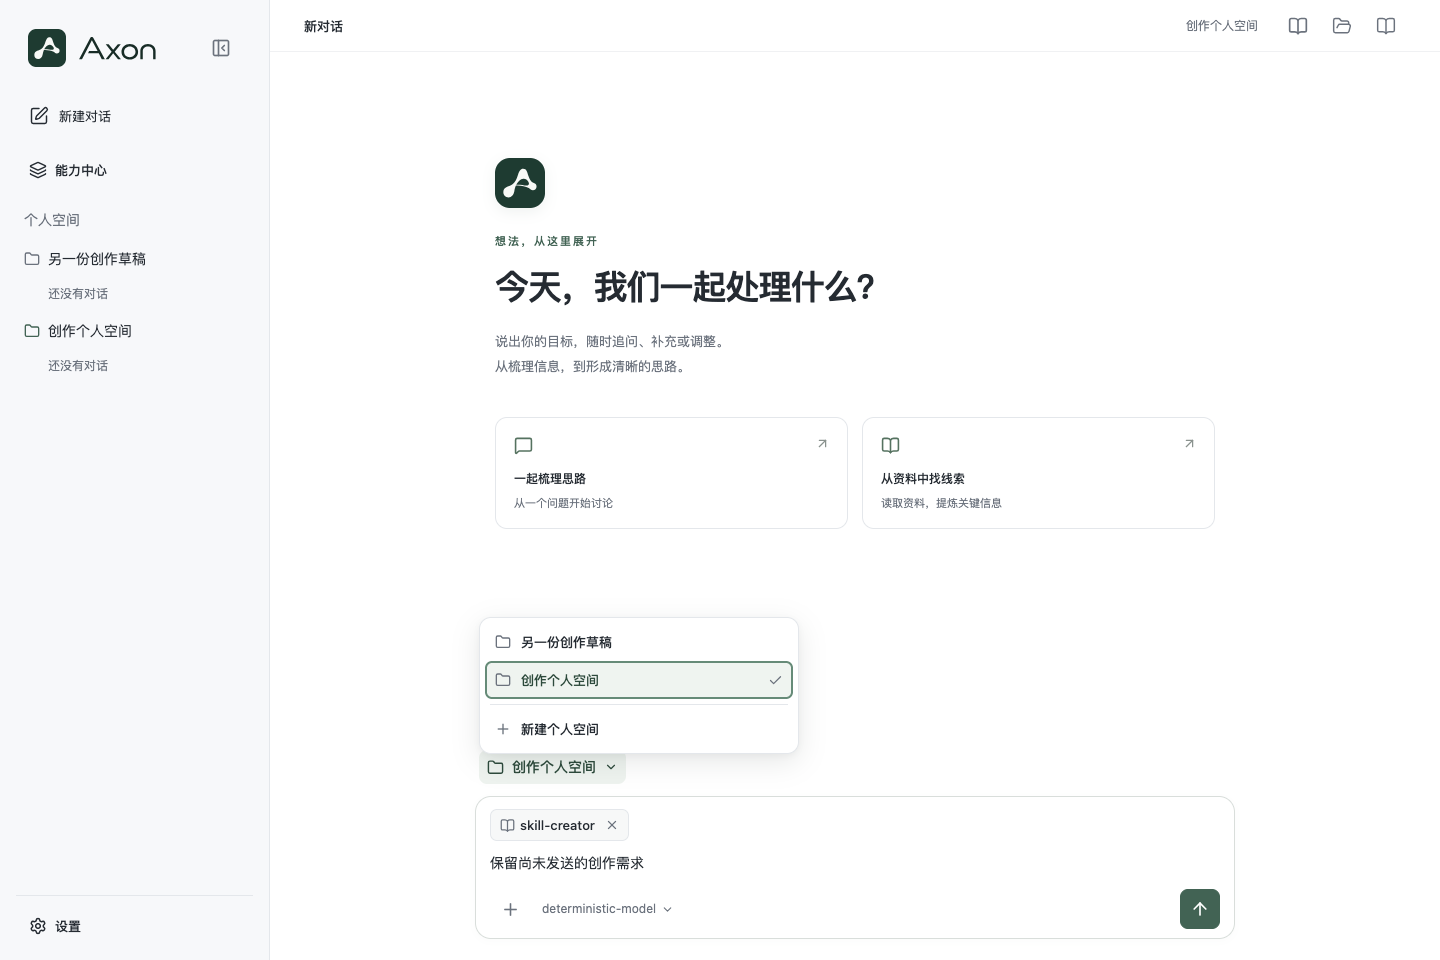 Axon
新建对话
能力中心
个人空间
另一份创作草稿
还没有对话
创作个人空间
还没有对话
设置
新对话
创作个人空间
想法，从这里展开
今天，我们一起处理什么？
说出你的目标，随时追问、补充或调整。
从梳理信息，到形成清晰的思路。
一起梳理思路
从一个问题开始讨论
从资料中找线索
读取资料，提炼关键信息
另一份创作草稿
创作个人空间
新建个人空间
创作个人空间
skill-creator
保留尚未发送的创作需求
deterministic-model